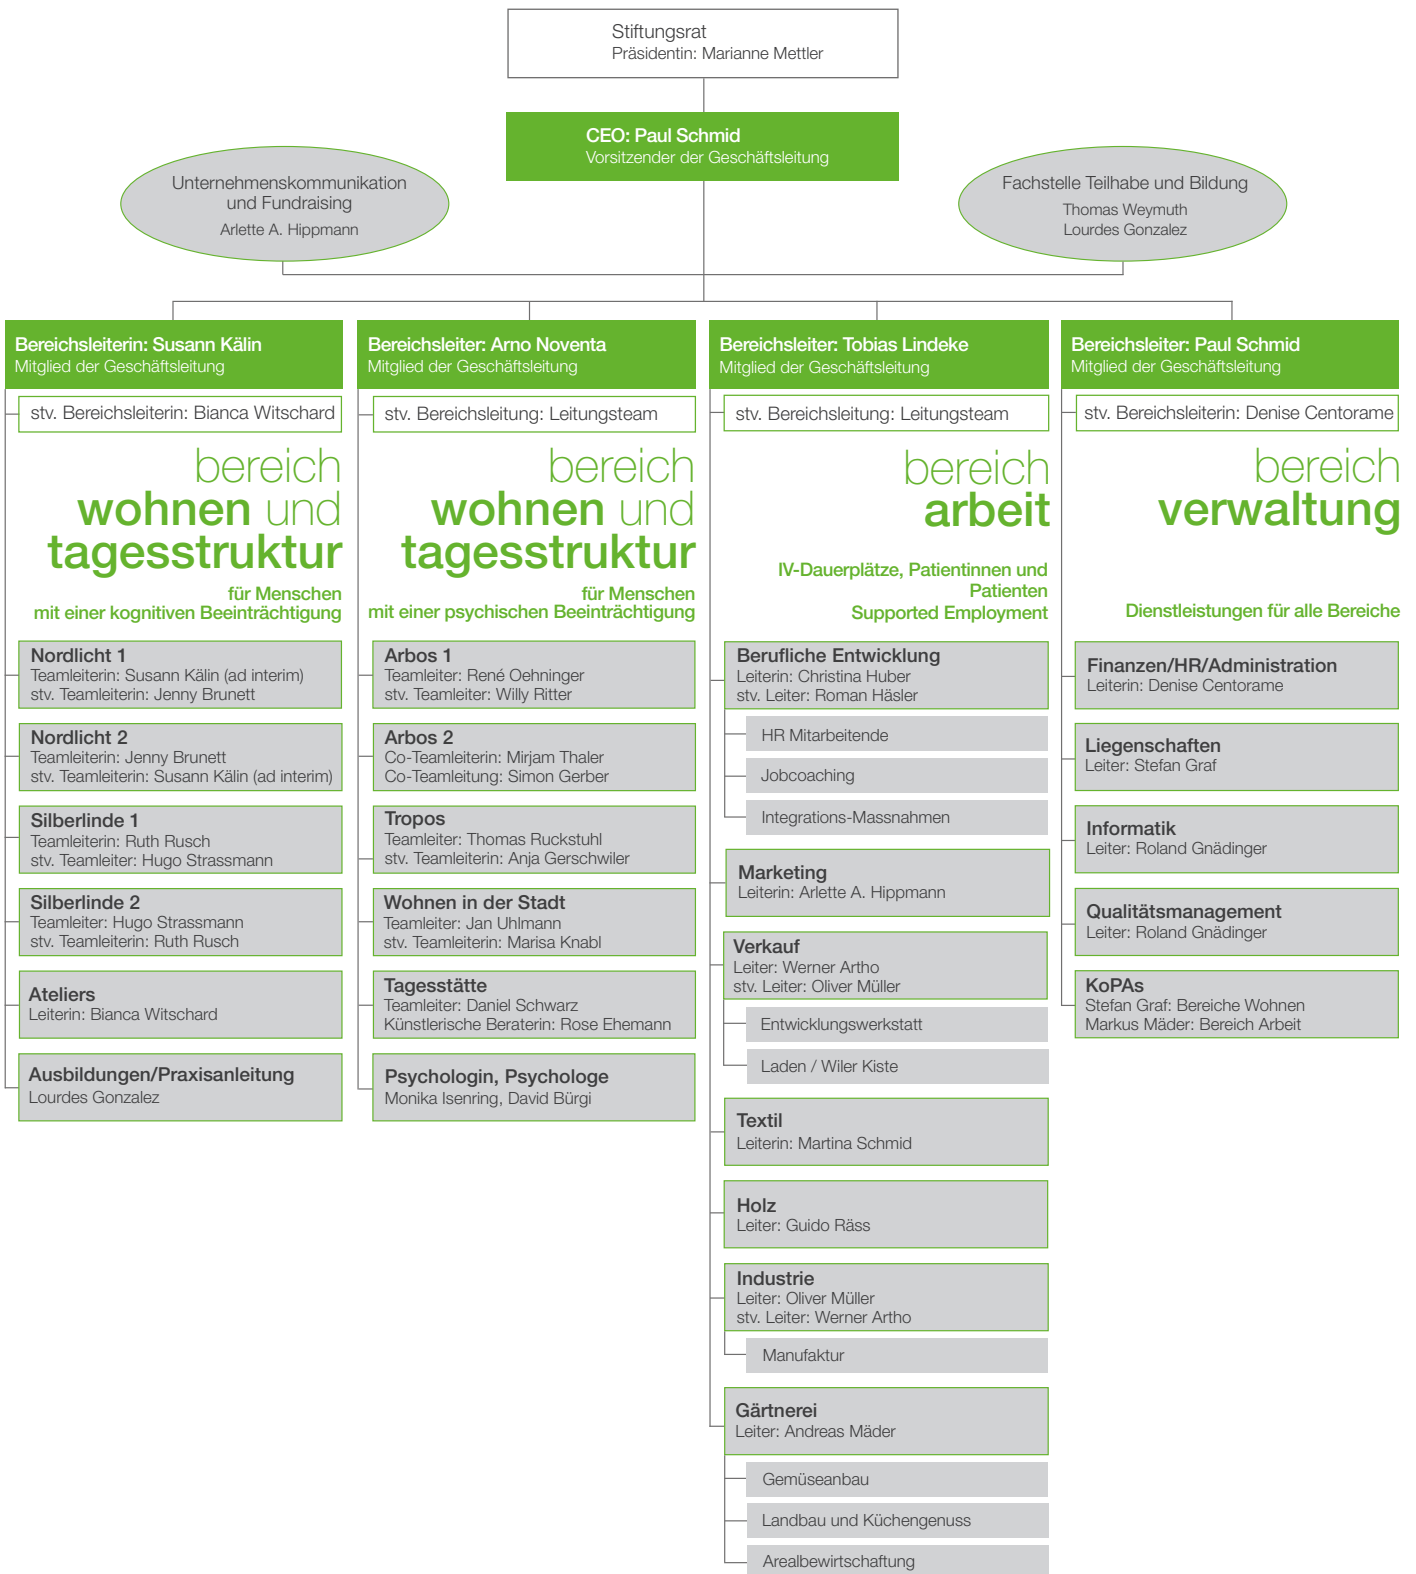 Stiftungsrat
Präsidentin: Marianne Mettler
CEO: Paul Schmid
Vorsitzender der Geschäftsleitung
Unternehmenskommunikation
und Fundraising
Arlette A. Hippmann
Fachstelle Teilhabe und Bildung
Thomas Weymuth
Lourdes Gonzalez
Bereichsleiterin: Susann Kälin
Mitglied der Geschäftsleitung
stv. Bereichsleiterin: Bianca Witschard
bereich
wohnen und
tagesstruktur
für Menschen
mit einer kognitiven Beeinträchtigung
Nordlicht 1
Teamleiterin: Susann Kälin (ad interim)
stv. Teamleiterin: Jenny Brunett
Nordlicht 2
Teamleiterin: Jenny Brunett
stv. Teamleiterin: Susann Kälin (ad interim)
Silberlinde 1
Teamleiterin: Ruth Rusch
stv. Teamleiter: Hugo Strassmann
Silberlinde 2
Teamleiter: Hugo Strassmann
stv. Teamleiterin: Ruth Rusch
Ateliers
Leiterin: Bianca Witschard
Ausbildungen/Praxisanleitung
Lourdes Gonzalez
Bereichsleiter: Arno Noventa
Mitglied der Geschäftsleitung
stv. Bereichsleitung: Leitungsteam
bereich
wohnen und
tagesstruktur
für Menschen
mit einer psychischen Beeinträchtigung
Arbos 1
Teamleiter: René Oehninger
stv. Teamleiter: Willy Ritter
Arbos 2
Co-Teamleiterin: Mirjam Thaler
Co-Teamleitung: Simon Gerber
Tropos
Teamleiter: Thomas Ruckstuhl
stv. Teamleiterin: Anja Gerschwiler
Wohnen in der Stadt
Teamleiter: Jan Uhlmann
stv. Teamleiterin: Marisa Knabl
Tagesstätte
Teamleiter: Daniel Schwarz
Künstlerische Beraterin: Rose Ehemann
Psychologin, Psychologe
Monika Isenring, David Bürgi
Bereichsleiter: Tobias Lindeke
Mitglied der Geschäftsleitung
stv. Bereichsleitung: Leitungsteam
bereich
arbeit
IV-Dauerplätze, Patientinnen und
Patienten
Supported Employment
Berufliche Entwicklung
Leiterin: Christina Huber
stv. Leiter: Roman Häsler
HR Mitarbeitende
Jobcoaching
Integrations-Massnahmen
Marketing
Leiterin: Arlette A. Hippmann
Verkauf
Leiter: Werner Artho
stv. Leiter: Oliver Müller
Entwicklungswerkstatt
Laden / Wiler Kiste
Textil
Leiterin: Martina Schmid
Holz
Leiter: Guido Räss
Industrie
Leiter: Oliver Müller
stv. Leiter: Werner Artho
Manufaktur
Gärtnerei
Leiter: Andreas Mäder
Gemüseanbau
Landbau und Küchengenuss
Arealbewirtschaftung
Bereichsleiter: Paul Schmid
Mitglied der Geschäftsleitung
stv. Bereichsleiterin: Denise Centorame
bereich
verwaltung
Dienstleistungen für alle Bereiche
Finanzen/HR/Administration
Leiterin: Denise Centorame
Liegenschaften
Leiter: Stefan Graf
Informatik
Leiter: Roland Gnädinger
Qualitätsmanagement
Leiter: Roland Gnädinger
KoPAs
Stefan Graf: Bereiche Wohnen
Markus Mäder: Bereich Arbeit